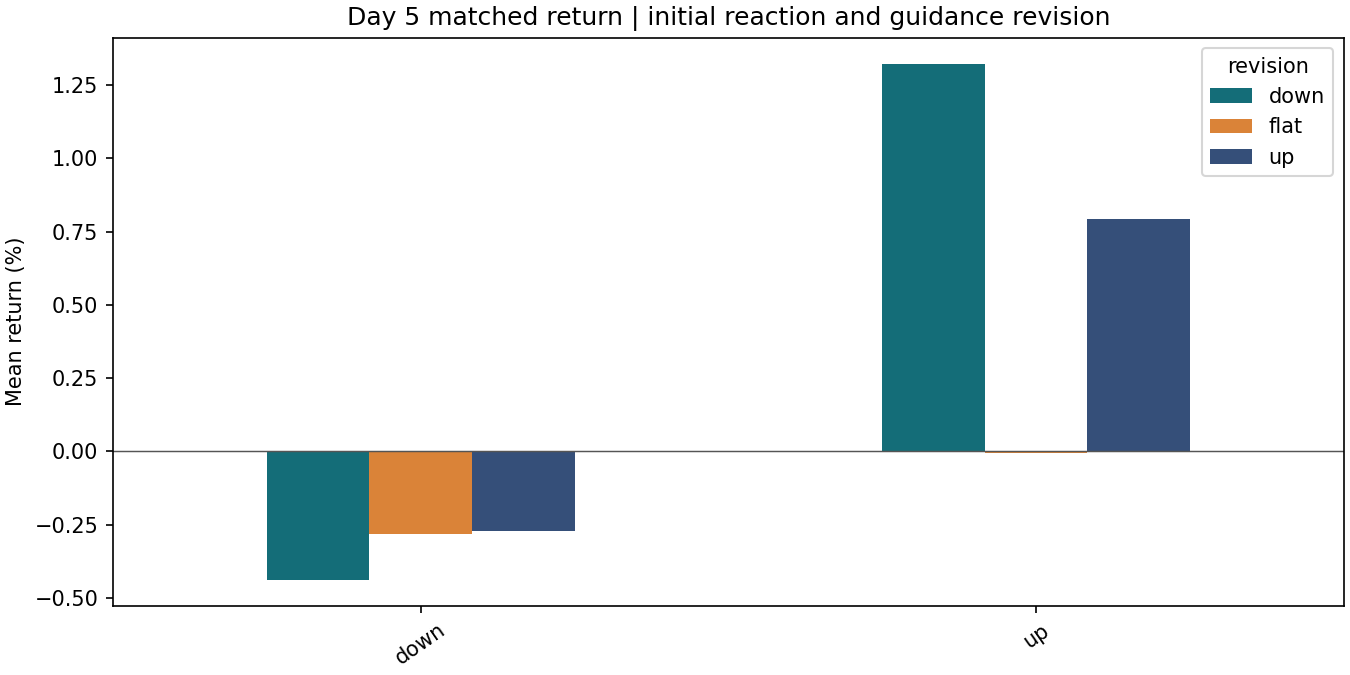 Day 5 matched return | initial reaction and guidance revision
Mean return (%)
1.25
1.00
0.75
0.50
0.25
0.00
−0.25
−0.50
down
up
revision
down
flat
up